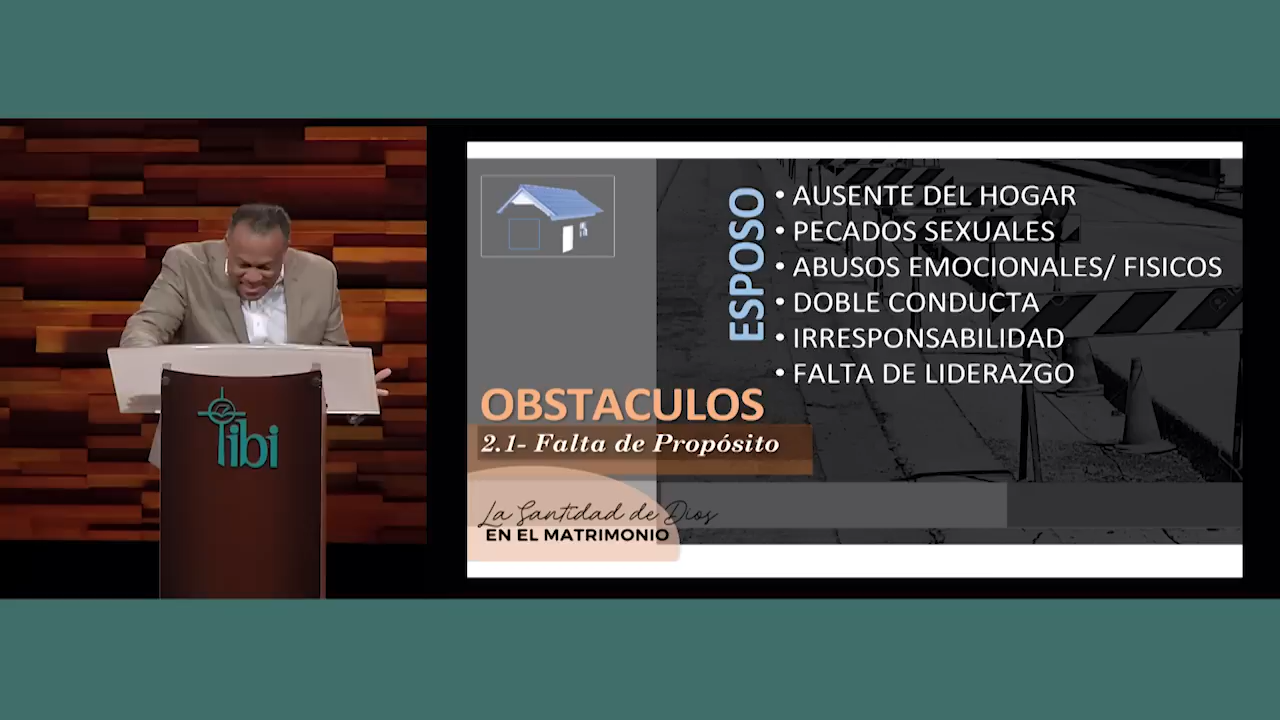 ibi
ESPOSO
• AUSENTE DEL HOGAR
• PECADOS SEXUALES
• ABUSOS EMOCIONALES/ FISICOS
• DOBLE CONDUCTA
• IRRESPONSABILIDAD
• FALTA DE LIDERAZGO
OBSTACULOS
2.1- Falta de Propósito
La Santidad de Dios
EN EL MATRIMONIO